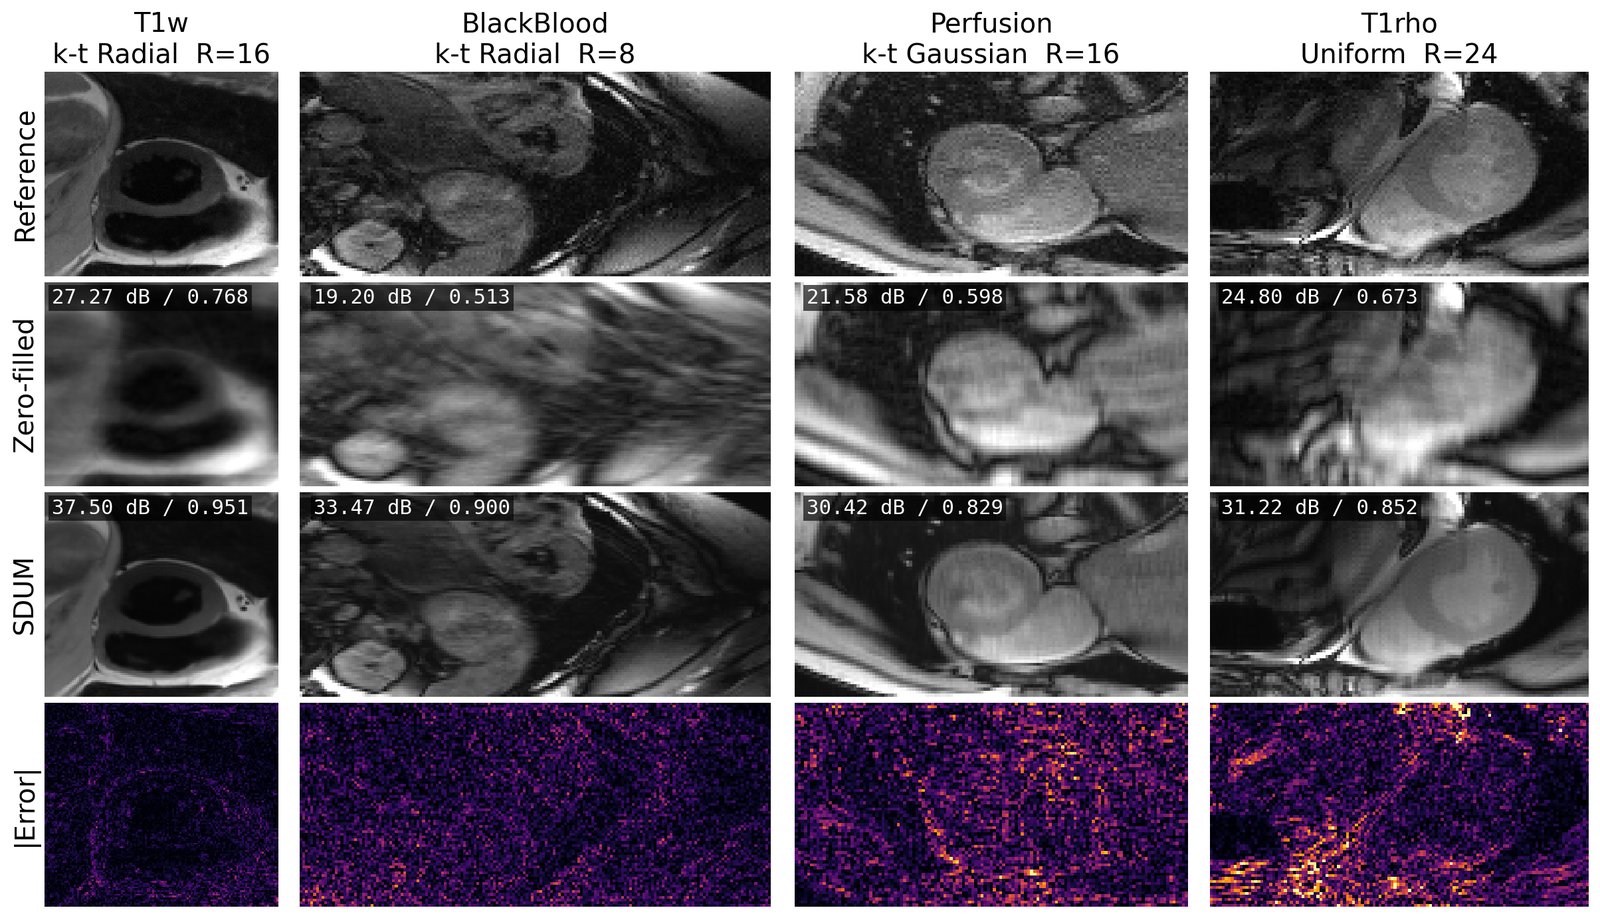 T1w
k-t Radial R=16
BlackBlood
k-t Radial R=8
Perfusion
k-t Gaussian R=16
T1rho
Uniform R=24
Reference
Zero-filled
27.27 dB / 0.768
19.20 dB / 0.513
21.58 dB / 0.598
24.80 dB / 0.673
SDUM
37.50 dB / 0.951
33.47 dB / 0.900
30.42 dB / 0.829
31.22 dB / 0.852
|Error|